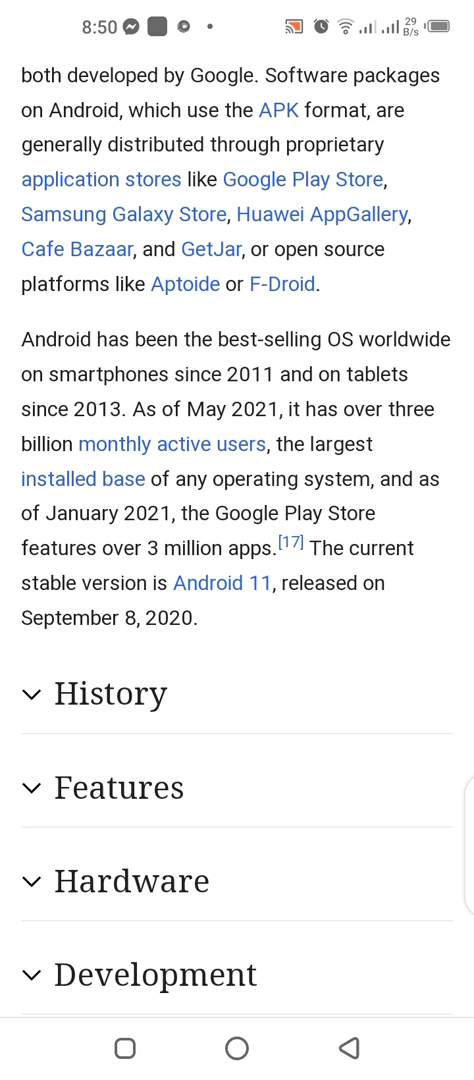 8:50
29
B/s
both developed by Google. Software packages
on Android, which use the APK format, are
generally distributed through proprietary
application stores like Google Play Store,
Samsung Galaxy Store, Huawei AppGallery,
Cafe Bazaar, and GetJar, or open source
platforms like Aptoide or F-Droid.
Android has been the best-selling OS worldwide
on smartphones since 2011 and on tablets
since 2013. As of May 2021, it has over three
billion monthly active users, the largest
installed base of any operating system, and as
of January 2021, the Google Play Store
features over 3 million apps.[17] The current
stable version is Android 11, released on
September 8, 2020.
History
Features
Hardware
Development